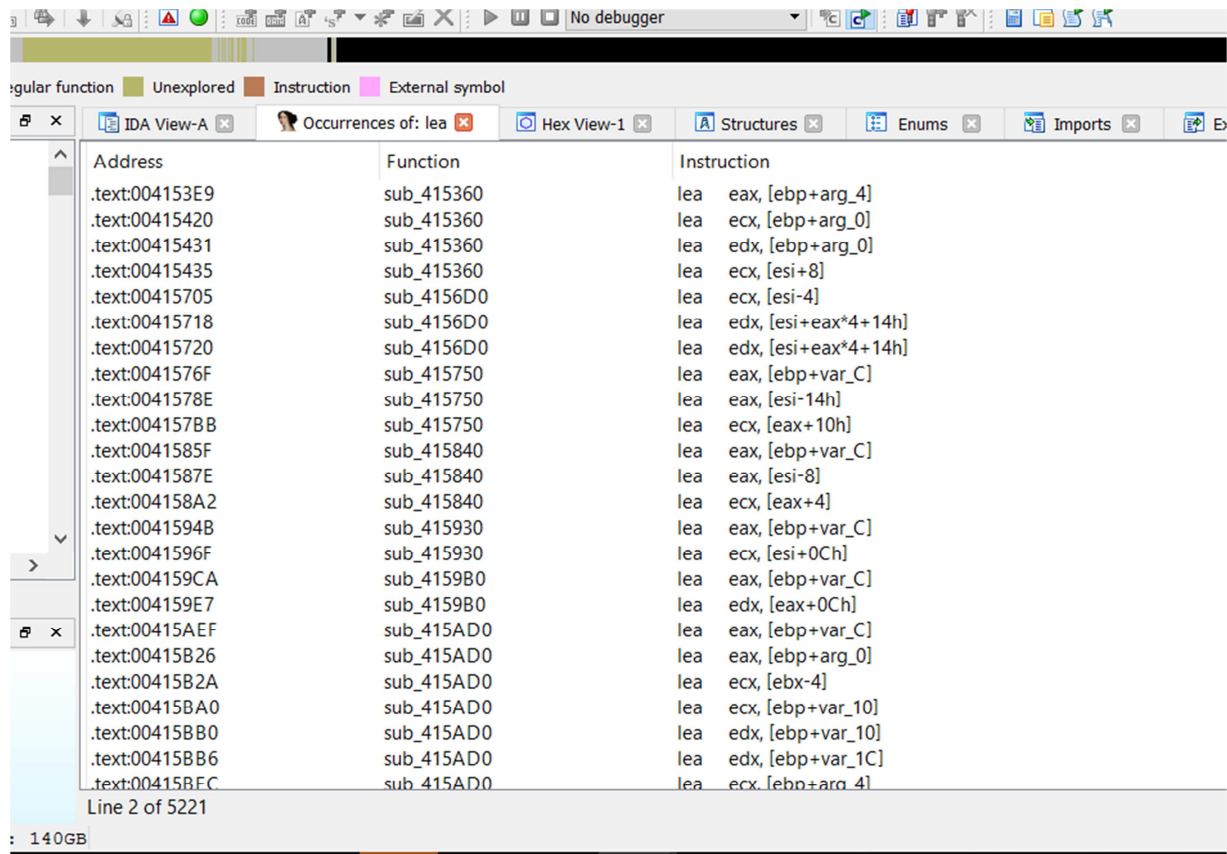 No debugger
egular function Unexplored Instruction External symbol
IDA View-A Occurrences of: lea Hex View-1 Structures Enums Imports Ex
Address Function Instruction
.text:004153E9 sub_415360 lea eax, [ebp+arg_4]
.text:00415420 sub_415360 lea ecx, [ebp+arg_0]
.text:00415431 sub_415360 lea edx, [ebp+arg_0]
.text:00415435 sub_415360 lea ecx, [esi+8]
.text:00415705 sub_4156D0 lea ecx, [esi-4]
.text:00415718 sub_4156D0 lea edx, [esi+eax*4+14h]
.text:00415720 sub_4156D0 lea edx, [esi+eax*4+14h]
.text:0041576F sub_415750 lea eax, [ebp+var_C]
.text:0041578E sub_415750 lea eax, [esi-14h]
.text:004157BB sub_415750 lea ecx, [eax+10h]
.text:0041585F sub_415840 lea eax, [ebp+var_C]
.text:0041587E sub_415840 lea eax, [esi-8]
.text:004158A2 sub_415840 lea ecx, [eax+4]
.text:0041594B sub_415930 lea eax, [ebp+var_C]
.text:0041596F sub_415930 lea ecx, [esi+0Ch]
.text:004159CA sub_4159B0 lea eax, [ebp+var_C]
.text:004159E7 sub_4159B0 lea edx, [eax+0Ch]
.text:00415AEF sub_415AD0 lea eax, [ebp+var_C]
.text:00415B26 sub_415AD0 lea eax, [ebp+arg_0]
.text:00415B2A sub_415AD0 lea ecx, [ebx-4]
.text:00415BA0 sub_415AD0 lea ecx, [ebp+var_10]
.text:00415BB0 sub_415AD0 lea edx, [ebp+var_10]
.text:00415BB6 sub_415AD0 lea edx, [ebp+var_1C]
.text:00415BEC sub_415AD0 lea ecx, [ebp+arg_4]
Line 2 of 5221
: 140GB